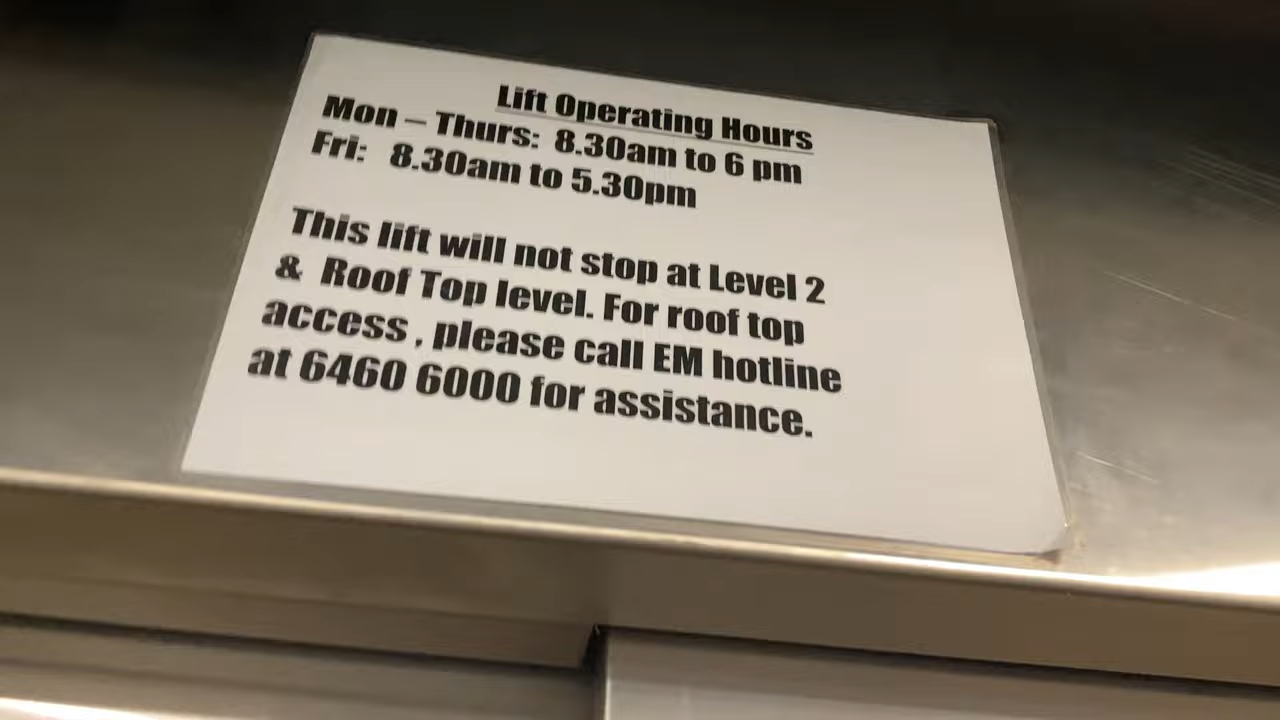 Lift Operating Hours
Mon – Thurs: 8.30am to 6 pm
Fri: 8.30am to 5.30pm
This lift will not stop at Level 2
& Roof Top level. For roof top
access , please call EM hotline
at 6460 6000 for assistance.